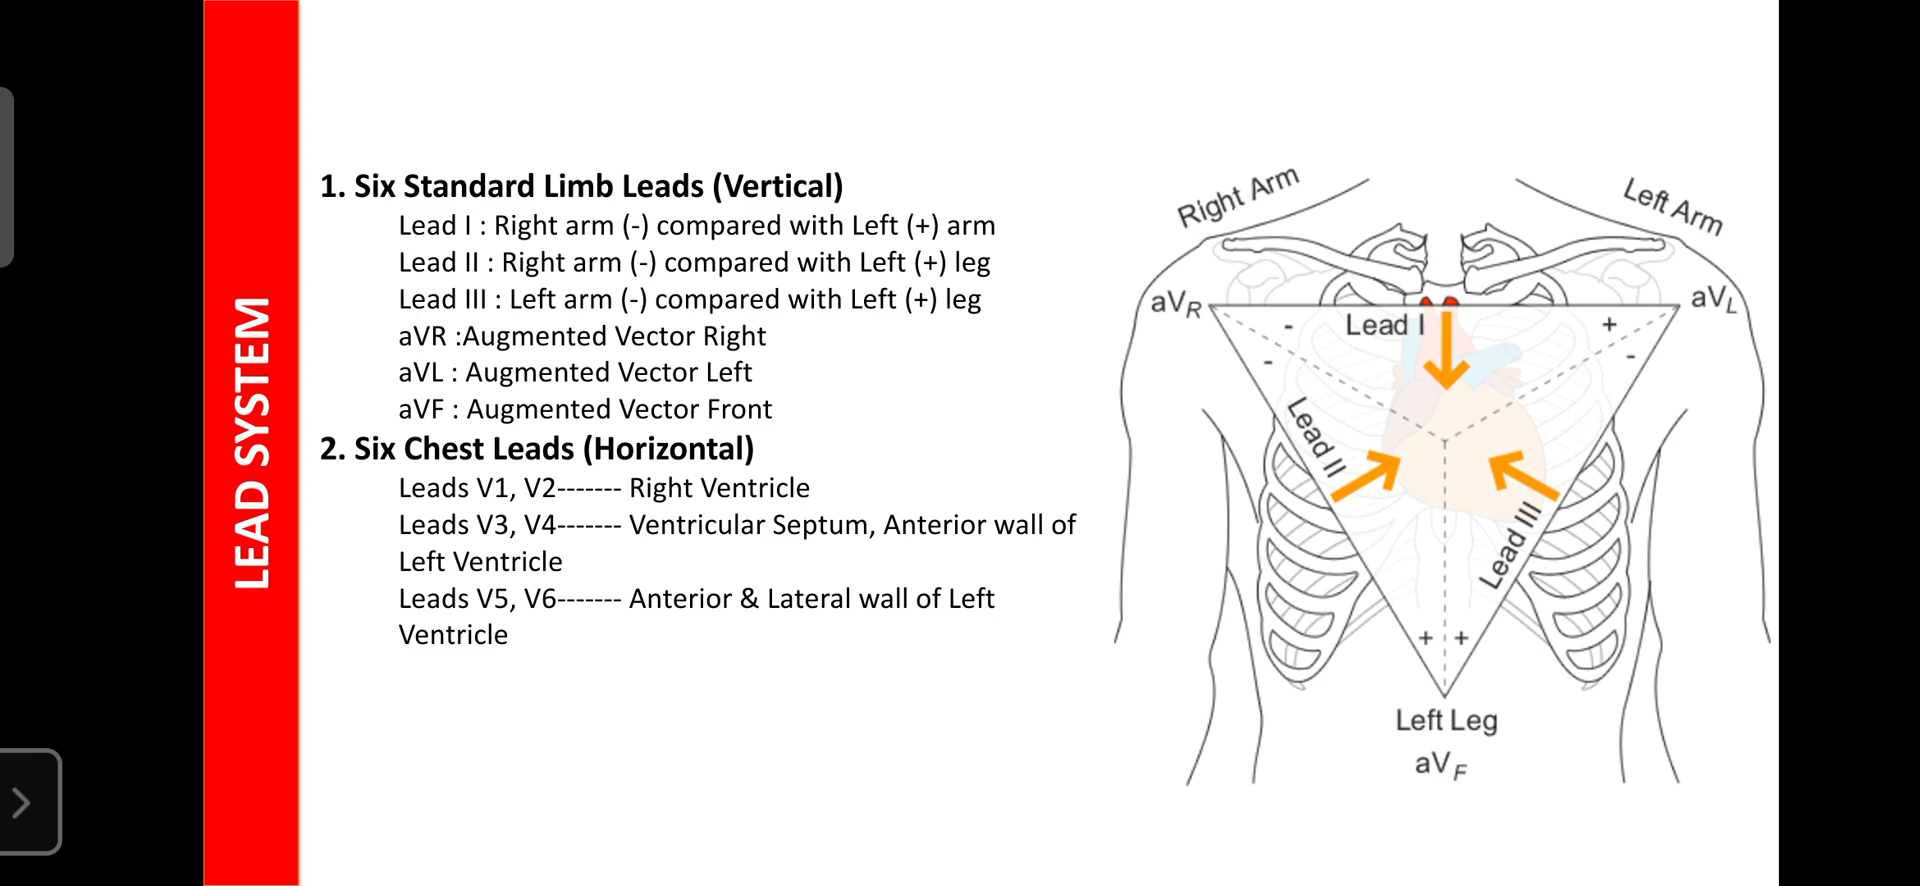 LEAD SYSTEM
1. Six Standard Limb Leads (Vertical)
Lead I : Right arm (-) compared with Left (+) arm
Lead II : Right arm (-) compared with Left (+) leg
Lead III : Left arm (-) compared with Left (+) leg
aVR :Augmented Vector Right
aVL : Augmented Vector Left
aVF : Augmented Vector Front
2. Six Chest Leads (Horizontal)
Leads V1, V2------- Right Ventricle
Leads V3, V4------- Ventricular Septum, Anterior wall of
Left Ventricle
Leads V5, V6------- Anterior & Lateral wall of Left
Ventricle
Right Arm
Left Arm
aVR
aVL
- Lead I +
- -
Lead II
Lead III
+ +
Left Leg
aVF